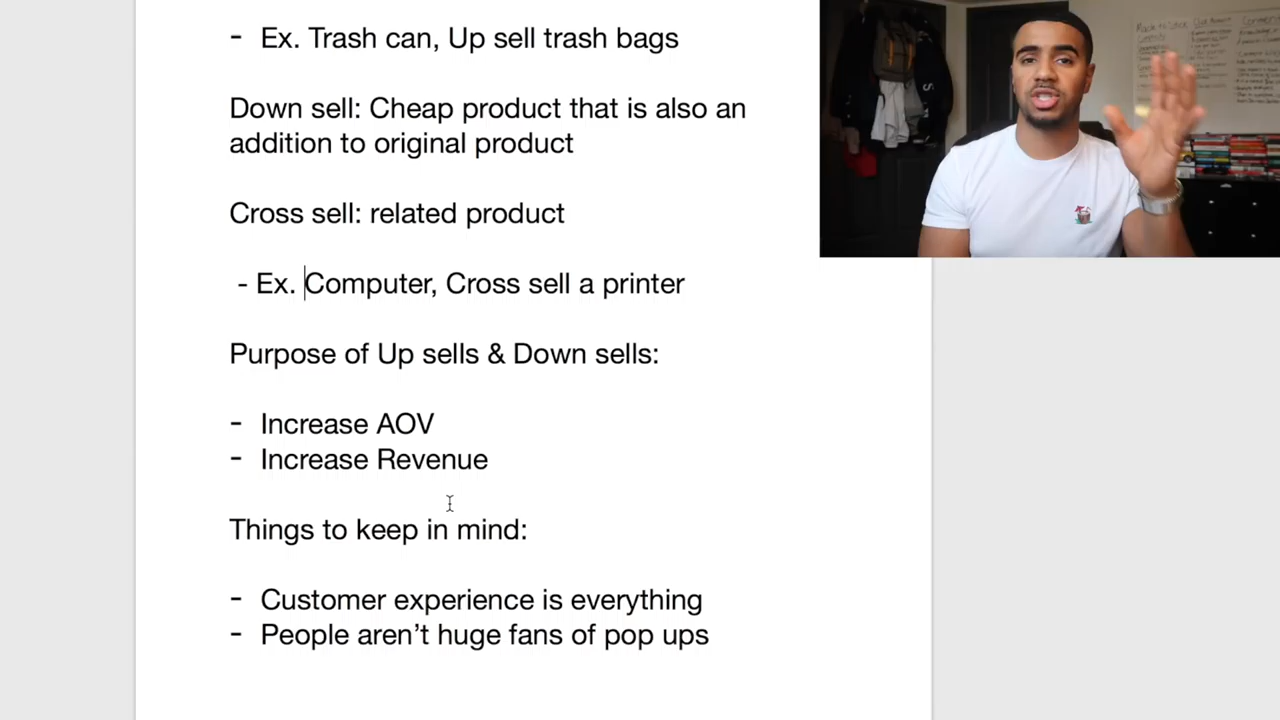 - Ex. Trash can, Up sell trash bags
Down sell: Cheap product that is also an
addition to original product
Cross sell: related product
- Ex. Computer, Cross sell a printer
Purpose of Up sells & Down sells:
- Increase AOV
- Increase Revenue
Things to keep in mind:
- Customer experience is everything
- People aren’t huge fans of pop ups